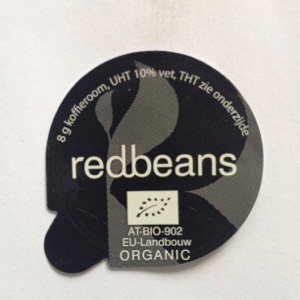 8 g koffieroom, UHT 10% vet, THT zie onderzijde
redbeans
AT-BIO-902
EU-Landbouw
ORGANIC